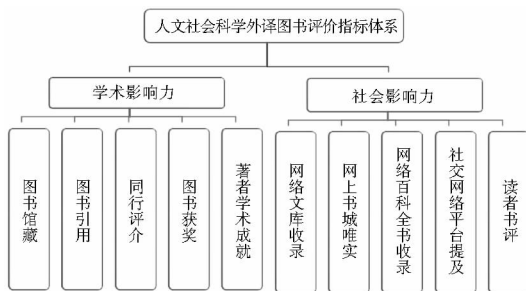 人文社会科学外译图书评价指标体系
学术影响力
社会影响力
图书馆藏
图书引用
同行评介
图书获奖
著者学术成就
网络文库收录
网上书城唯实
网络百科全书收录
社交网络平台提及
读者书评